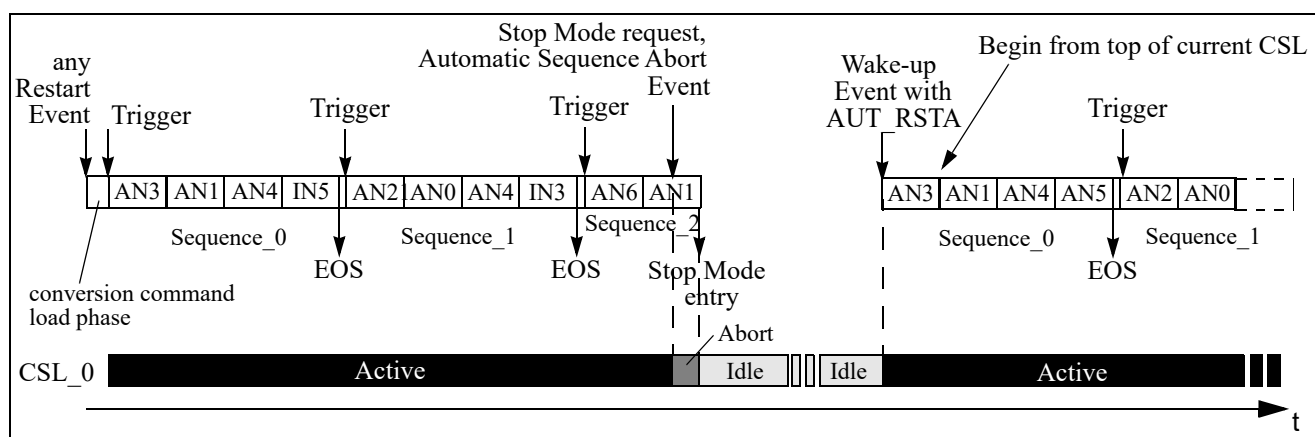 Stop Mode request,
Automatic Sequence Abort
Event
Begin from top of current CSL
any
Restart
Event
Wake-up
Event with
AUT_RSTA
Trigger
Trigger
Trigger
Trigger
AN3 AN1 AN4 IN5 AN21 AN0 AN4 IN3 AN6 AN1
AN3 AN1 AN4 AN5 AN2 AN0
Sequence_0
Sequence_1
Sequence_2
Sequence_0
Sequence_1
EOS
EOS
EOS
Stop Mode
entry
conversion command
load phase
Abort
CSL_0
Active
Idle
Idle
Active
t